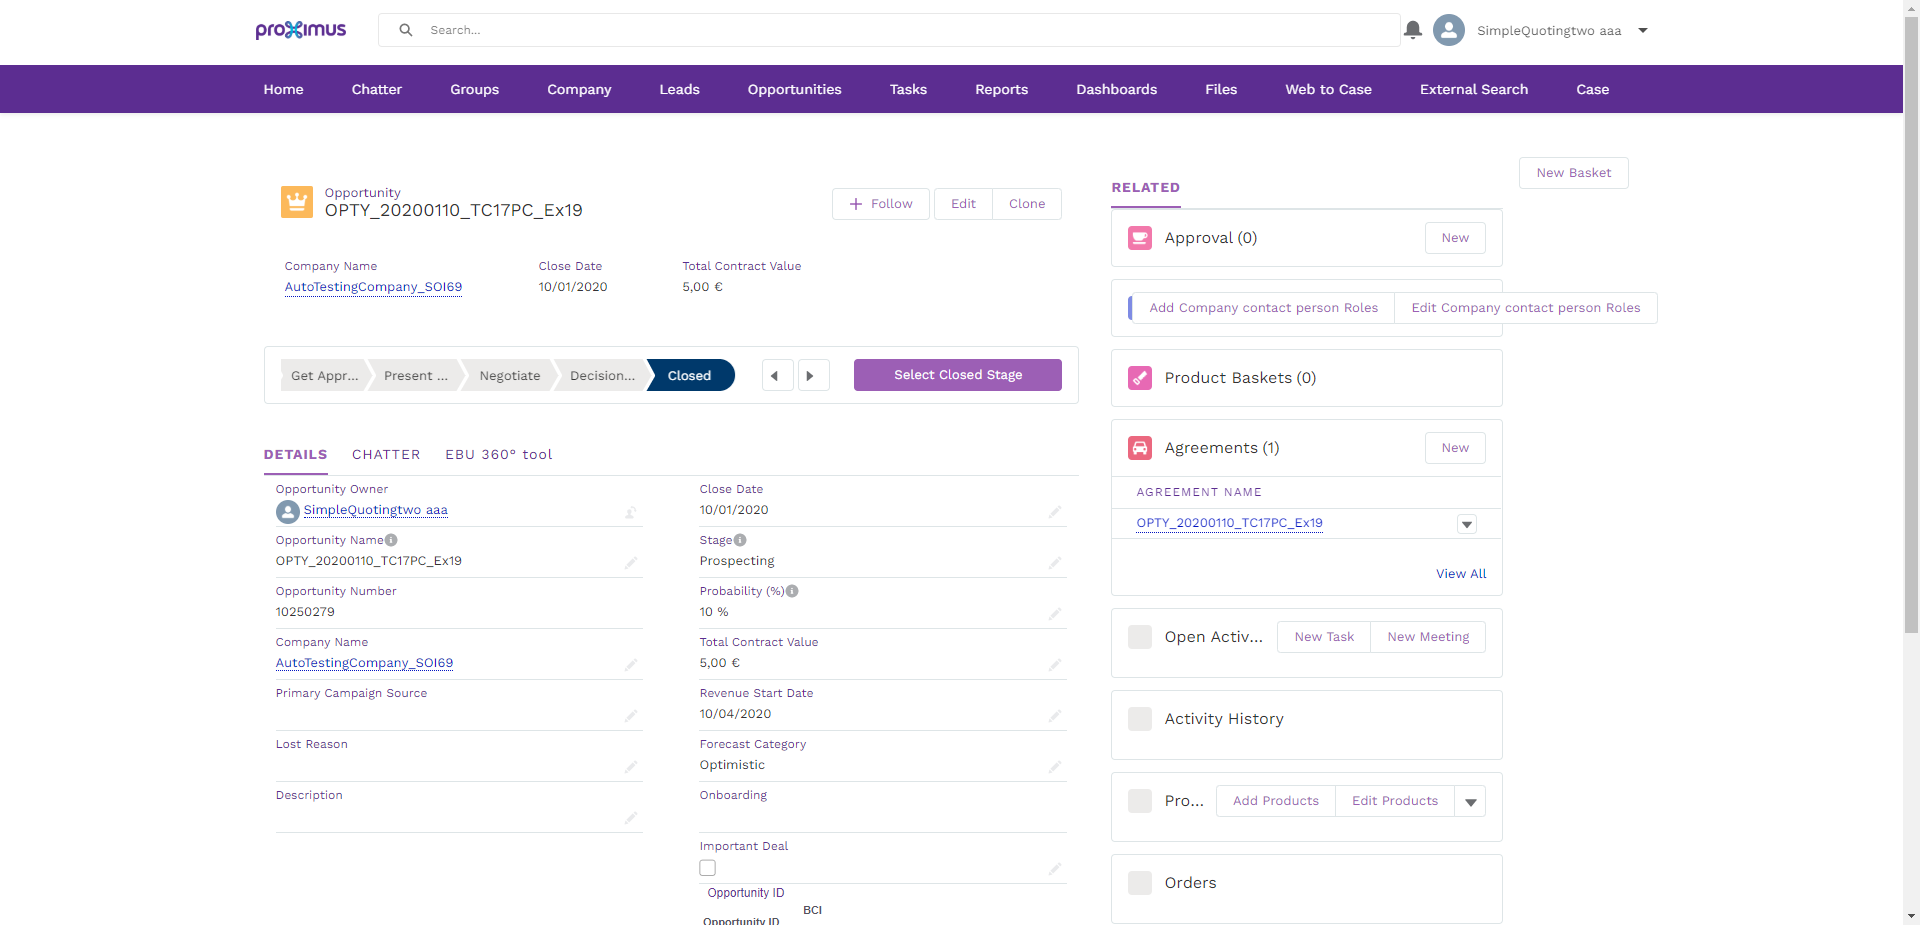 proximus
Search...
SimpleQuotingtwo aaa
Home Chatter Groups Company Leads Opportunities Tasks Reports Dashboards Files Web to Case External Search Case
New Basket
Opportunity
OPTY_20200110_TC17PC_Ex19
Follow Edit Clone
Company Name Close Date Total Contract Value
AutoTestingCompany_SOI69 10/01/2020 5,00 €
Get Appr... Present ... Negotiate Decision... Closed
Select Closed Stage
DETAILS CHATTER EBU 360° tool
Opportunity Owner
SimpleQuotingtwo aaa
Opportunity Name
OPTY_20200110_TC17PC_Ex19
Opportunity Number
10250279
Company Name
AutoTestingCompany_SOI69
Primary Campaign Source
Lost Reason
Description
Close Date
10/01/2020
Stage
Prospecting
Probability (%)
10 %
Total Contract Value
5,00 €
Revenue Start Date
10/04/2020
Forecast Category
Optimistic
Onboarding
Important Deal
Opportunity ID
BCI
Opportunity ID
RELATED
Approval (0)
New
Add Company contact person Roles Edit Company contact person Roles
Product Baskets (0)
Agreements (1)
New
AGREEMENT NAME
OPTY_20200110_TC17PC_Ex19
View All
Open Activ... New Task New Meeting
Activity History
Pro... Add Products Edit Products
Orders